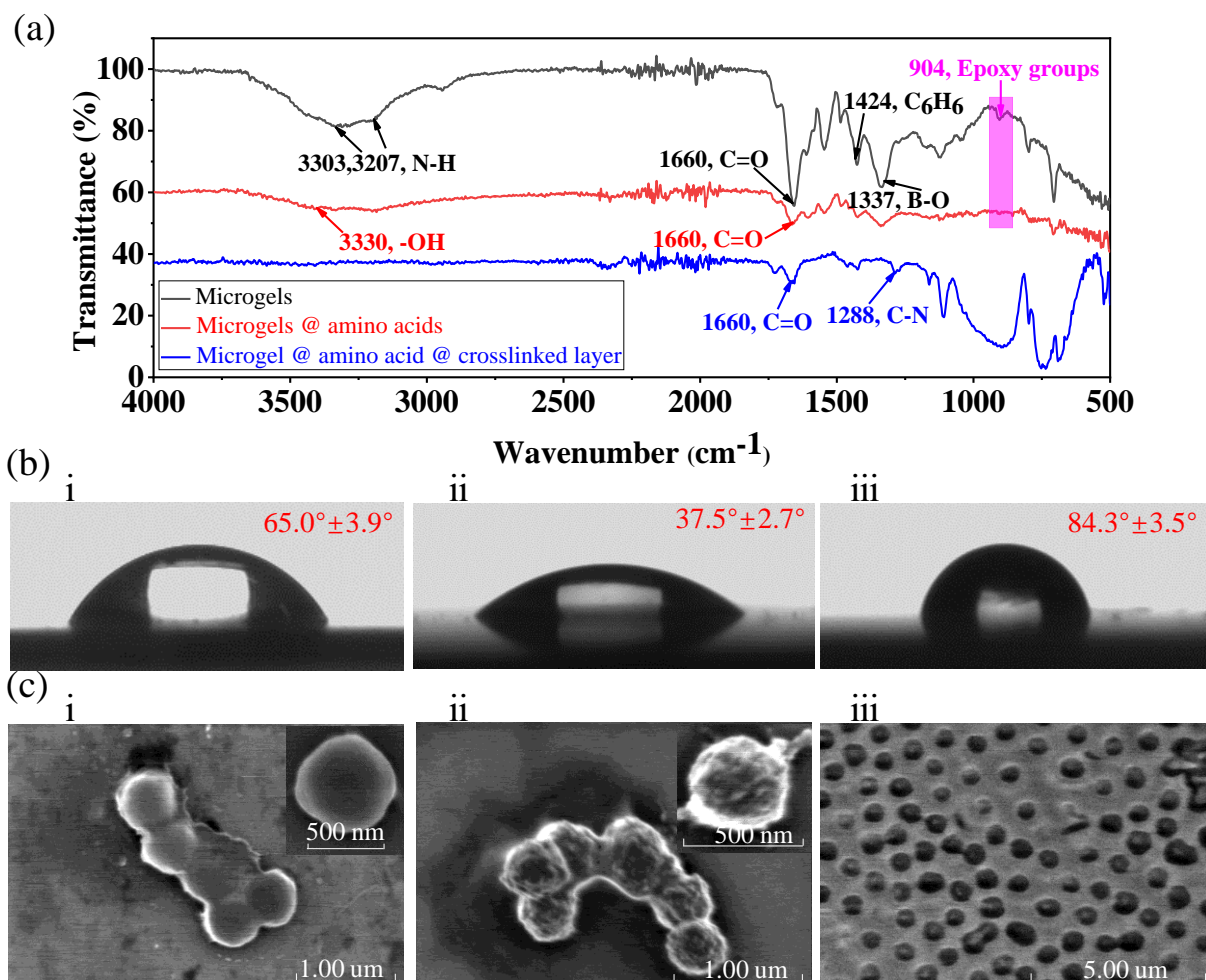 (a)
100
80
60
40
20
0
Transmittance (%)
904, Epoxy groups
1424, C₆H₆
3303,3207, N-H
1660, C=O
1337, B-O
3330, -OH
1660, C=O
1660, C=O
1288, C-N
Microgels
Microgels @ amino acids
Microgel @ amino acid @ crosslinked layer
4000 3500 3000 2500 2000 1500 1000 500
Wavenumber (cm⁻¹)
(b)
i ii iii
65.0°±3.9° 37.5°±2.7° 84.3°±3.5°
(c)
i ii iii
500 nm
500 nm
1.00 um 1.00 um 5.00 um